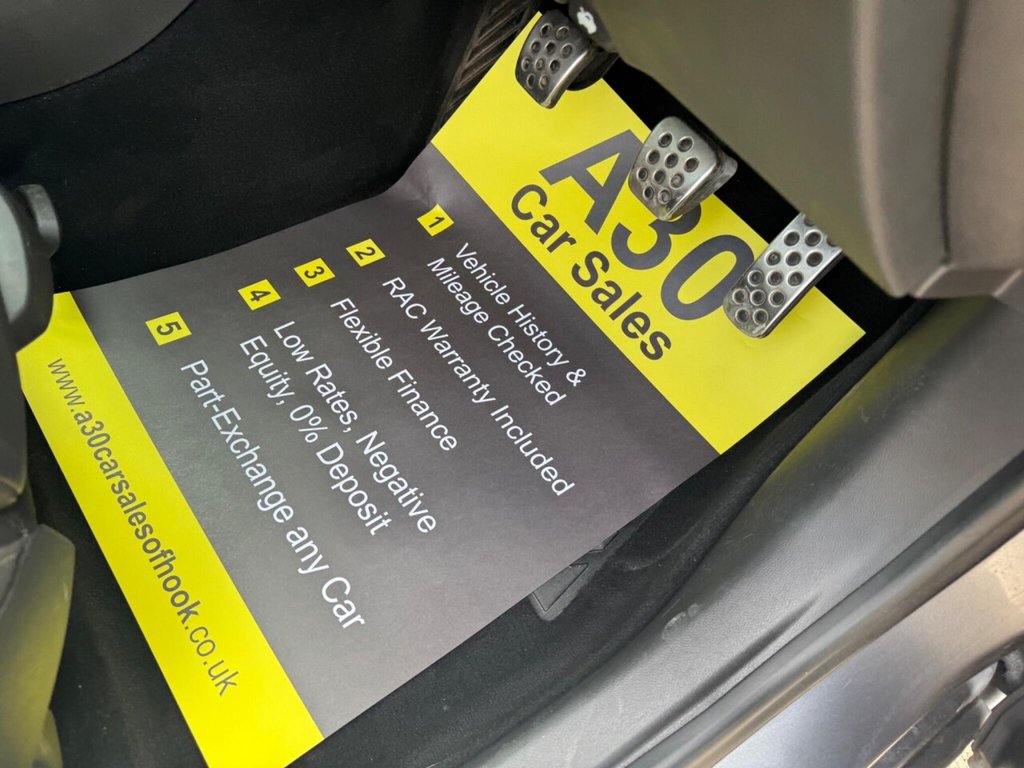 A30
Car Sales
1 Vehicle History &
Mileage Checked
2 RAC Warranty Included
3 Flexible Finance
4 Low Rates, Negative
Equity, 0% Deposit
5 Part-Exchange any Car
www.a30carsalesofhook.co.uk